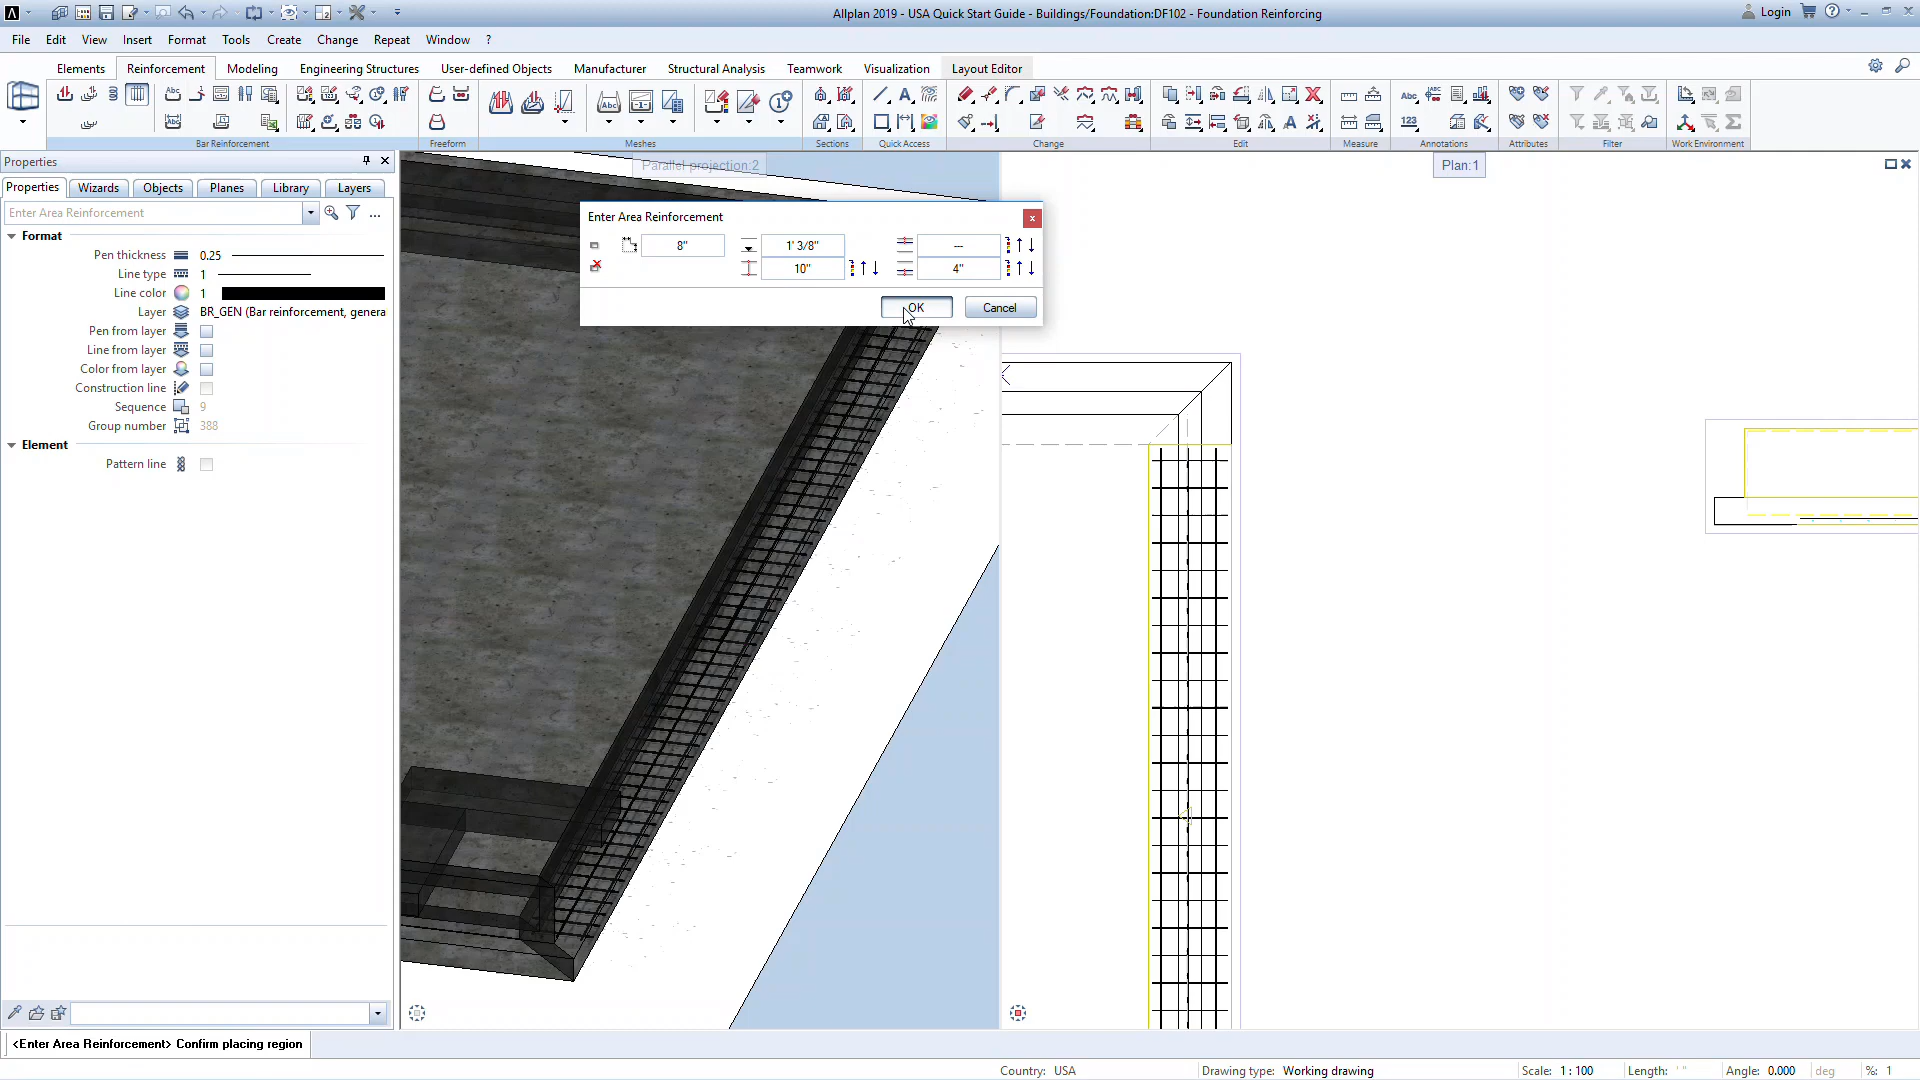 Allplan 2019 - USA Quick Start Guide - Buildings/Foundation:DF102 - Foundation Reinforcing
Login
File Edit View Insert Format Tools Create Change Repeat Window ?
Elements Reinforcement Modeling Engineering Structures User-defined Objects Manufacturer Structural Analysis Teamwork Visualization Layout Editor
Bar Reinforcement Freeform Meshes Sections Quick Access Change Edit Measure Annotations Attributes Filter Work Environment
Properties
Parallel projection:2
Plan:1
Properties Wizards Objects Planes Library Layers
Enter Area Reinforcement
Format
Pen thickness 0.25
Line type 1
Line color 1
Layer BR_GEN (Bar reinforcement, genera
Pen from layer
Line from layer
Color from layer
Construction line
Sequence 9
Group number 388
Element
Pattern line
Enter Area Reinforcement
8" 1' 3/8" ---
10" 4"
OK Cancel
<Enter Area Reinforcement> Confirm placing region
Country: USA Drawing type: Working drawing Scale: 1 : 100 Length: ' " Angle: 0.000 deg %: 1